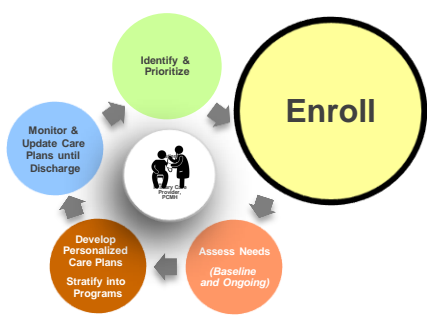 Identify &
Prioritize
Enroll
Monitor &
Update Care
Plans until
Discharge
Provider,
PCMH
Develop
Personalized
Care Plans
Stratify into
Programs
Assess Needs
(Baseline
and Ongoing)